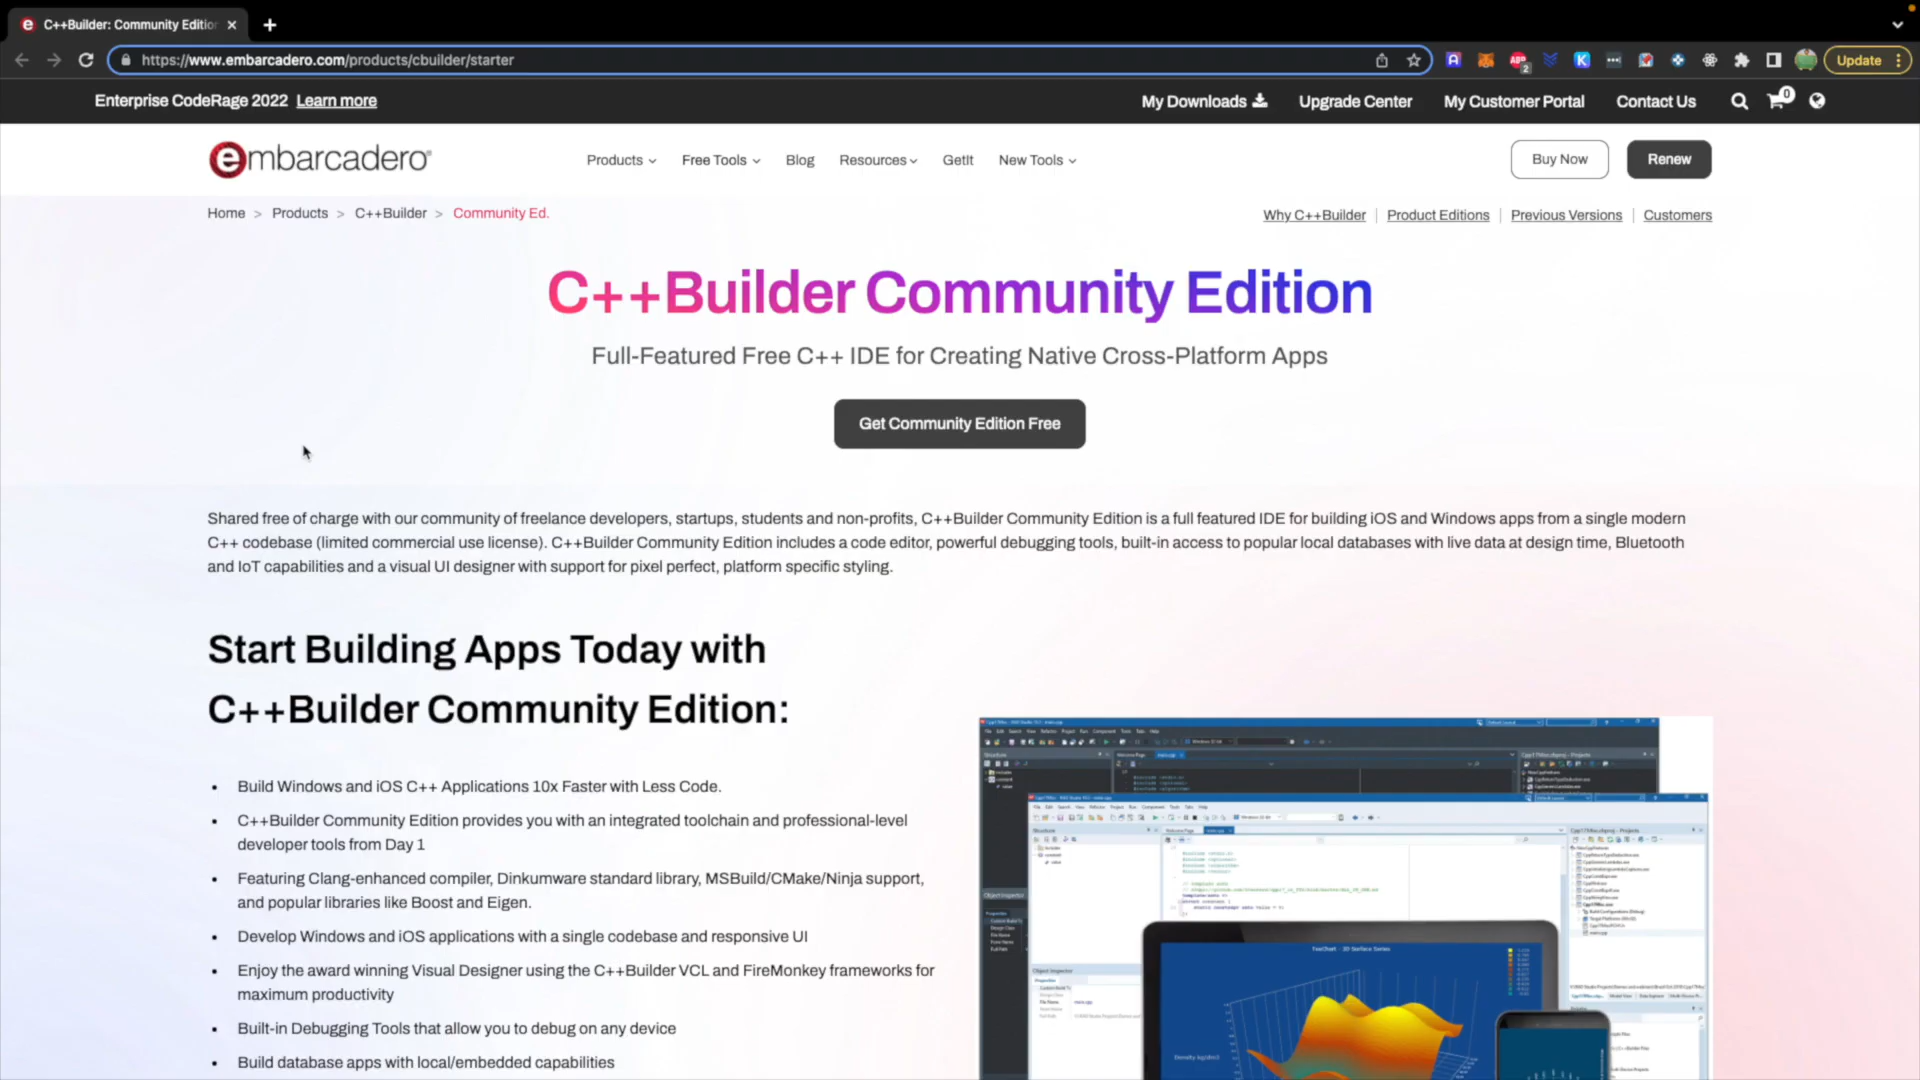 C++Builder: Community Editio
https://www.embarcadero.com/products/cbuilder/starter
Update
Enterprise CodeRage 2022 Learn more
My Downloads Upgrade Center My Customer Portal Contact Us 0
embarcadero
Products Free Tools Blog Resources GetIt New Tools
Buy Now Renew
Home > Products > C++Builder > Community Ed.
Why C++Builder | Product Editions | Previous Versions | Customers
C++Builder Community Edition
Full-Featured Free C++ IDE for Creating Native Cross-Platform Apps
Get Community Edition Free
Shared free of charge with our community of freelance developers, startups, students and non-profits, C++Builder Community Edition is a full featured IDE for building iOS and Windows apps from a single modern
C++ codebase (limited commercial use license). C++Builder Community Edition includes a code editor, powerful debugging tools, built-in access to popular local databases with live data at design time, Bluetooth
and IoT capabilities and a visual UI designer with support for pixel perfect, platform specific styling.
Start Building Apps Today with
C++Builder Community Edition:
• Build Windows and iOS C++ Applications 10x Faster with Less Code.
• C++Builder Community Edition provides you with an integrated toolchain and professional-level
developer tools from Day 1
• Featuring Clang-enhanced compiler, Dinkumware standard library, MSBuild/CMake/Ninja support,
and popular libraries like Boost and Eigen.
• Develop Windows and iOS applications with a single codebase and responsive UI
• Enjoy the award winning Visual Designer using the C++Builder VCL and FireMonkey frameworks for
maximum productivity
• Built-in Debugging Tools that allow you to debug on any device
• Build database apps with local/embedded capabilities
Object Inspector